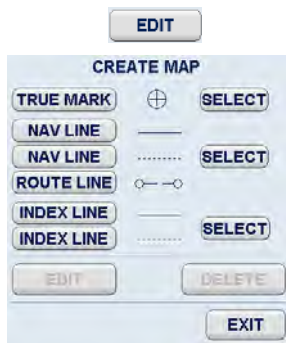 EDIT
CREATE MAP
TRUE MARK SELECT
NAV LINE
NAV LINE SELECT
ROUTE LINE
INDEX LINE
INDEX LINE SELECT
EDIT DELETE
EXIT